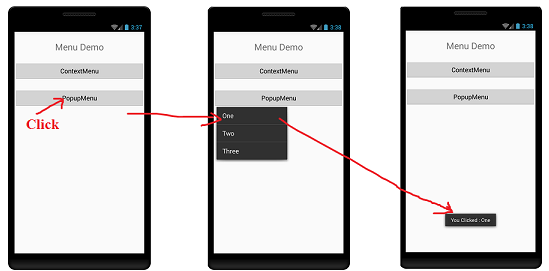 3:37
Menu Demo
ContextMenu
PopupMenu
Click
3:38
Menu Demo
ContextMenu
PopupMenu
One
Two
Three
3:38
Menu Demo
ContextMenu
PopupMenu
You Clicked : One